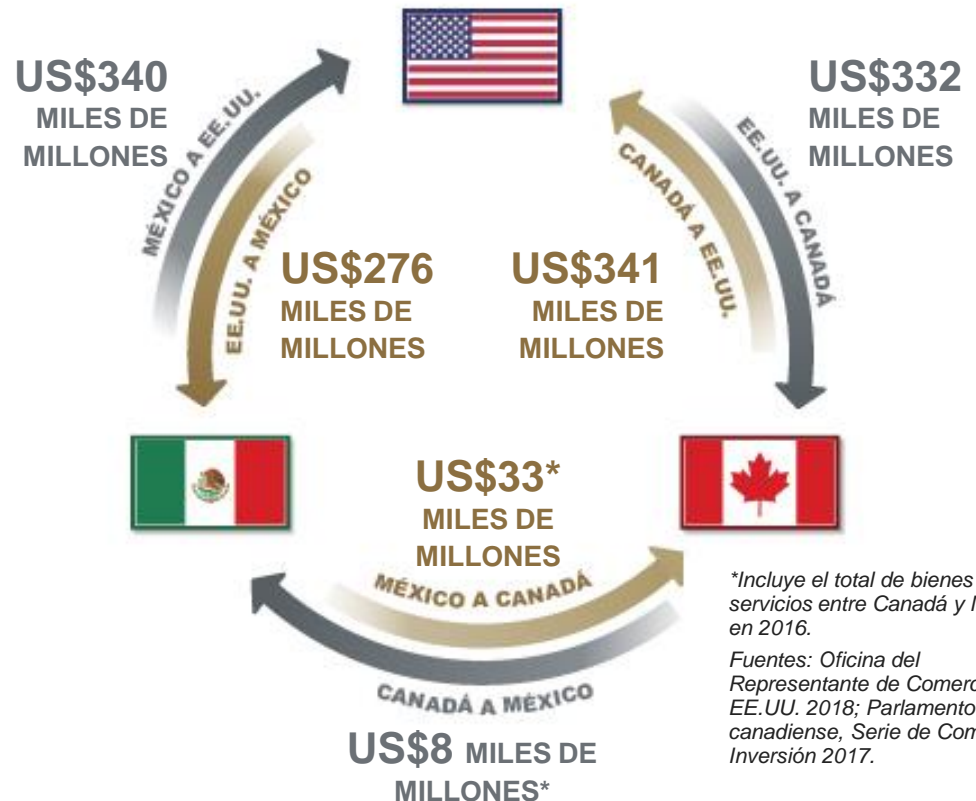 US$340
MILES DE
MILLONES
MÉXICO A EE.UU.
EE.UU. A MÉXICO
US$276
MILES DE
MILLONES
US$332
MILES DE
MILLONES
EE.UU. A CANADÁ
CANADÁ A EE.UU.
US$341
MILES DE
MILLONES
US$33*
MILES DE
MILLONES
MÉXICO A CANADÁ
CANADÁ A MÉXICO
US$8 MILES DE
MILLONES*
*Incluye el total de bienes
servicios entre Canadá y
en 2016.
Fuentes: Oficina del
Representante de
EE.UU. 2018; Parlamento
canadiense, Serie de
Inversión 2017.